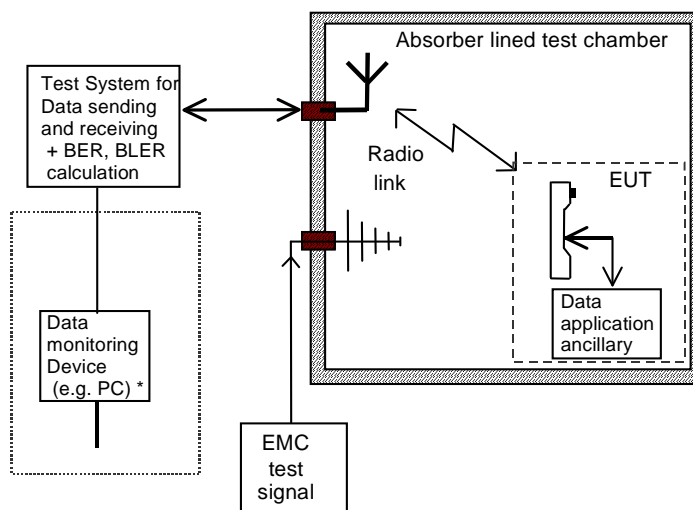 Absorber lined test chamber
Test System for
Data sending
and receiving
+ BER, BLER
calculation
Radio
link
EUT
Data
application
ancillary
Data
monitoring
Device
(e.g. PC) *
EMC
test
signal